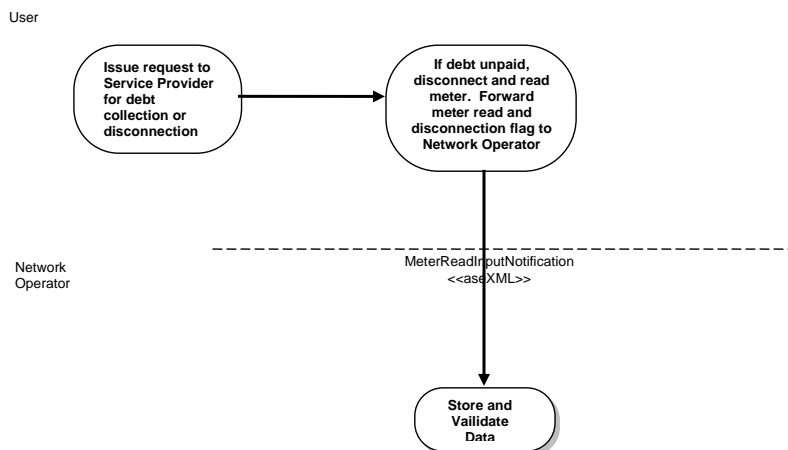 User
Issue request to
Service Provider
for debt
collection or
disconnection
If debt unpaid,
disconnect and read
meter. Forward
meter read and
disconnection flag to
Network Operator
Network
Operator
MeterReadInputNotification
<<aseXML>>
Store and
Vailidate
Data